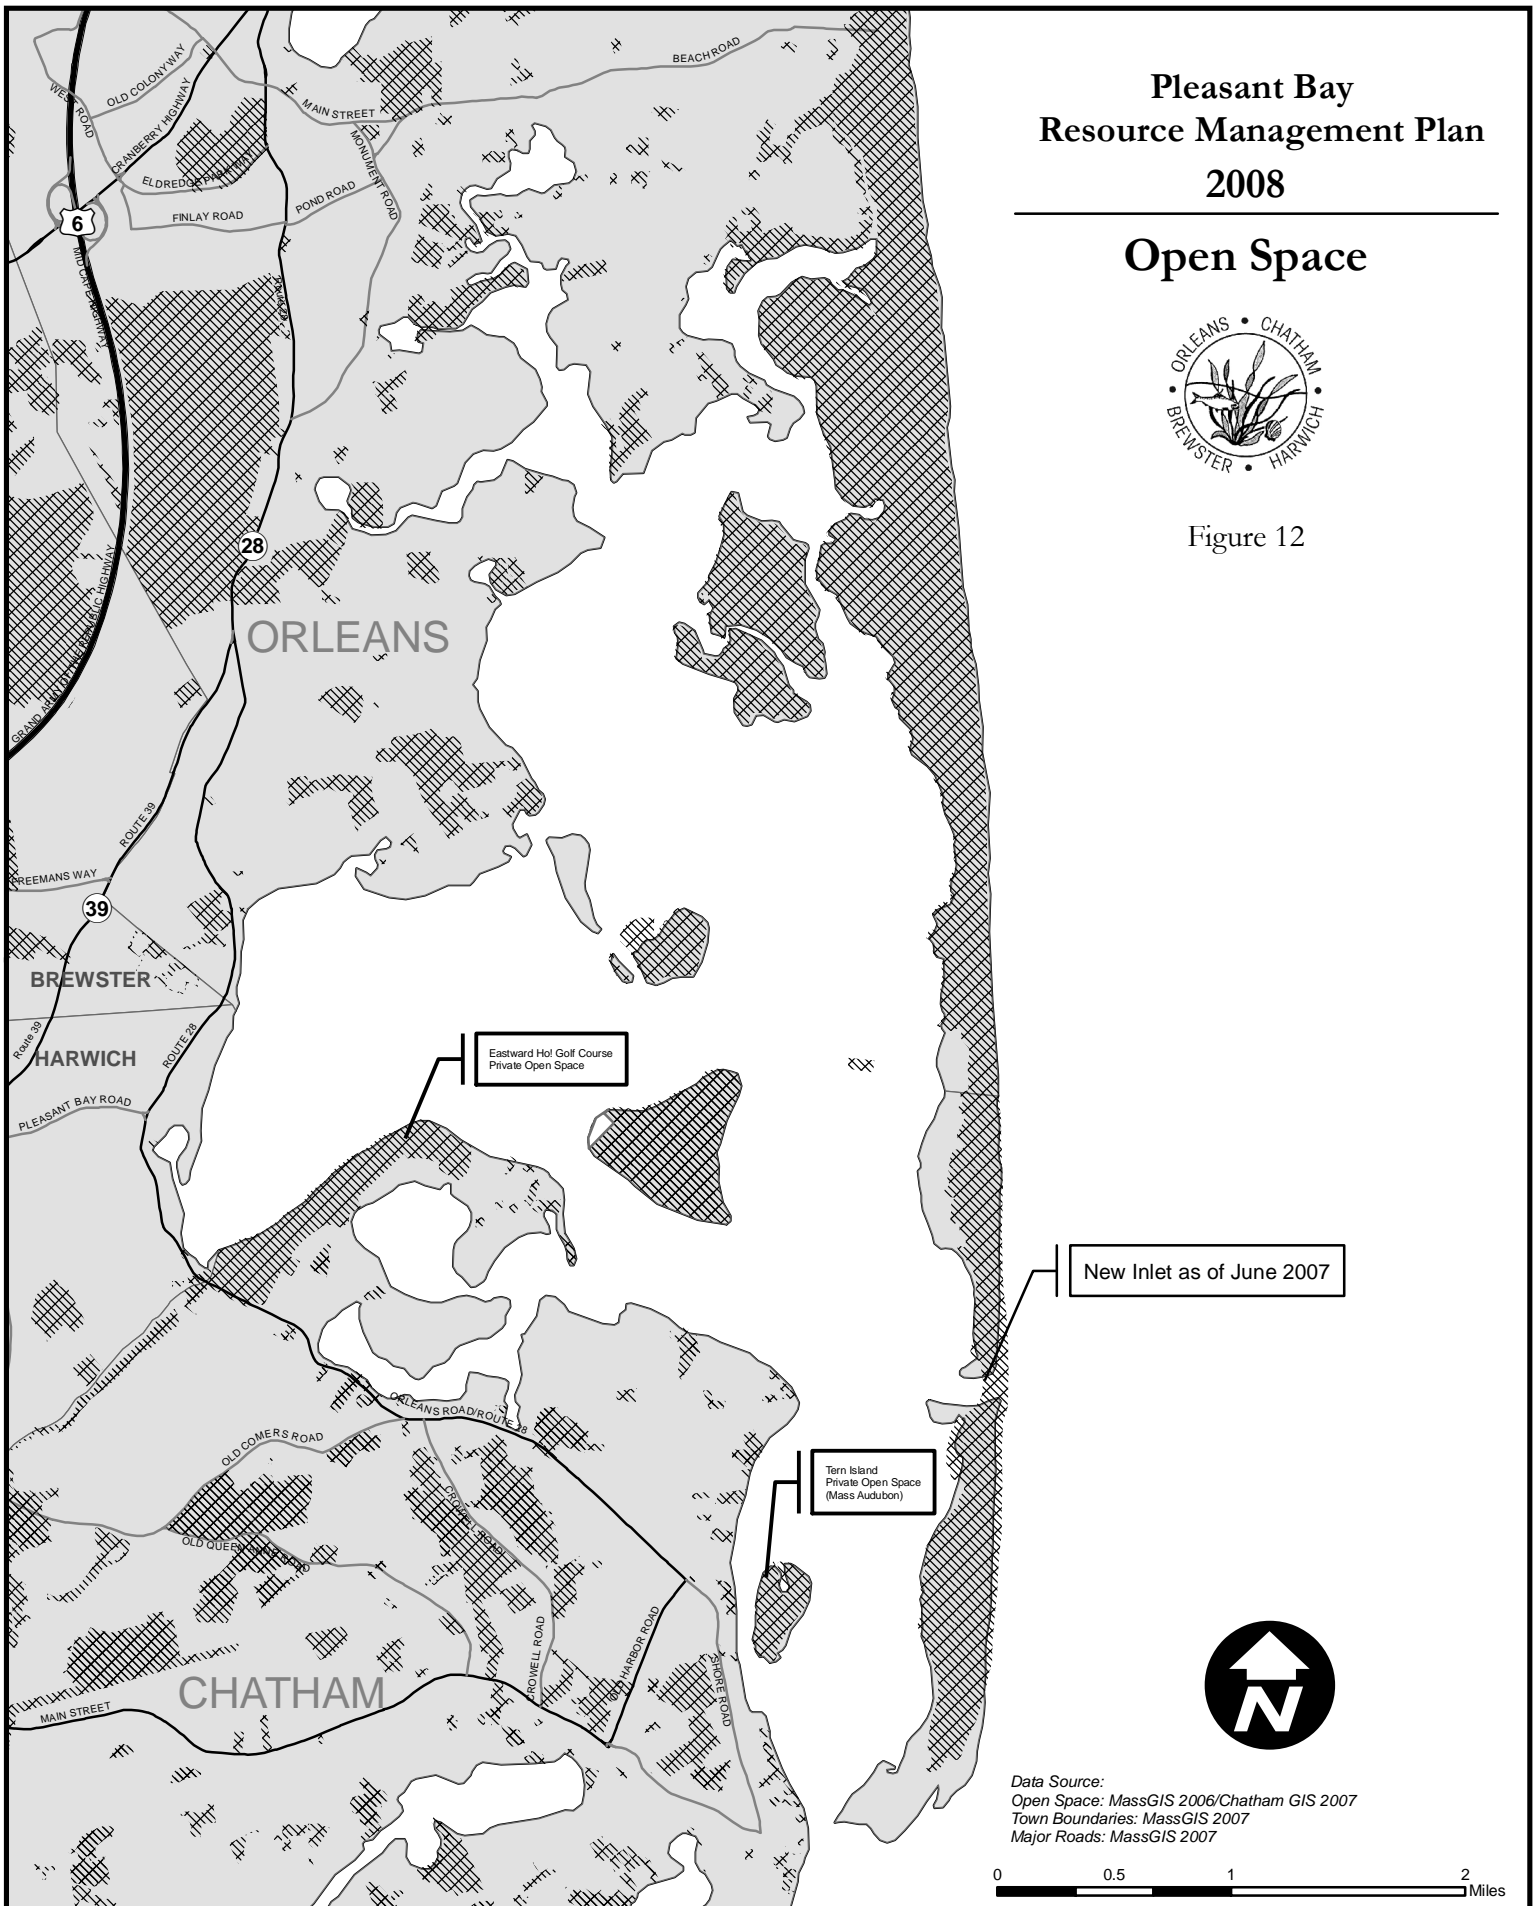 Pleasant Bay
Resource Management Plan
2008
Open Space
ORLEANS • CHATHAM • HARWICH • BREWSTER •
Figure 12
BEACH ROAD
OLD COLONY WAY
WEST ROAD
CRANBERRY HIGHWAY
MAIN STREET
MONUMENT ROAD
ELDREDGE PARK WAY
POND ROAD
FINLAY ROAD
6
MID CAPE HIGHWAY
28
GRAND ARMY OF THE REPUBLIC HIGHWAY
ORLEANS
ROUTE 39
FREEMANS WAY
39
BREWSTER
Route 39
HARWICH
ROUTE 28
PLEASANT BAY ROAD
Eastward Ho! Golf Course
Private Open Space
New Inlet as of June 2007
ORLEANS ROAD/ROUTE 28
OLD COMERS ROAD
CROWELL ROAD
Tern Island
Private Open Space
(Mass Audubon)
OLD QUEEN ANNE ROAD
CROWELL ROAD
OLD HARBOR ROAD
SHORE ROAD
CHATHAM
MAIN STREET
N
Data Source:
Open Space: MassGIS 2006/Chatham GIS 2007
Town Boundaries: MassGIS 2007
Major Roads: MassGIS 2007
0 0.5 1 2
Miles